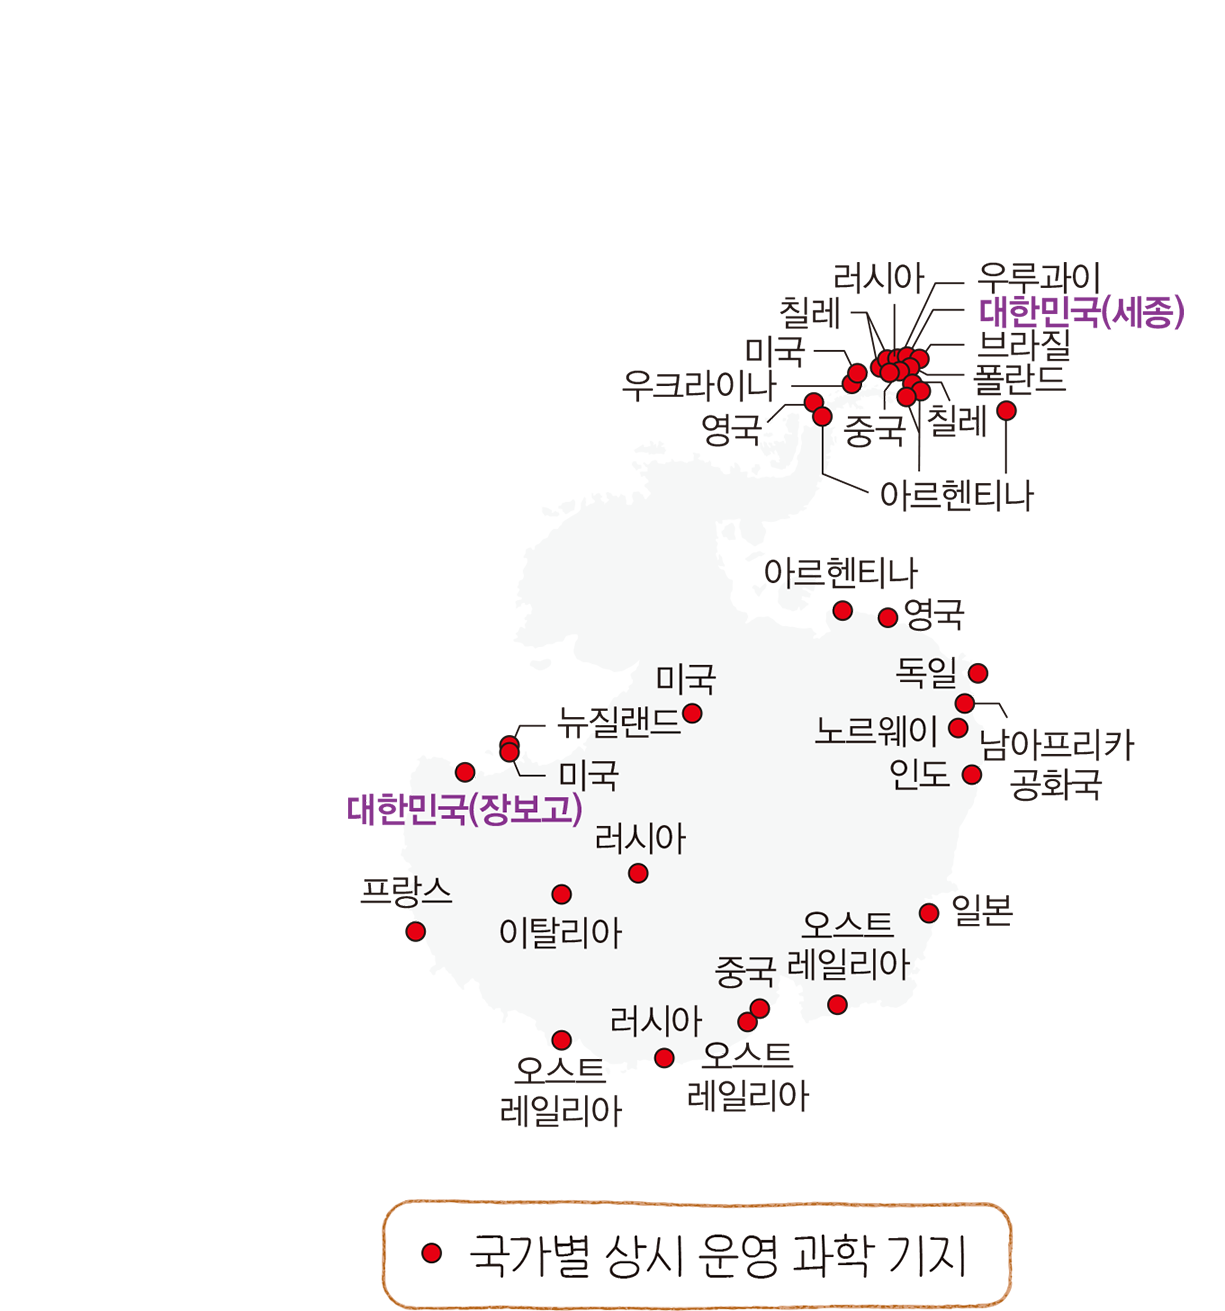 러시아
우루과이
칠레
대한민국(세종)
미국
브라질
우크라이나
폴란드
영국
중국
칠레
아르헨티나
아르헨티나
영국
미국
독일
뉴질랜드
노르웨이
남아프리카
공화국
미국
인도
대한민국(장보고)
러시아
프랑스
이탈리아
일본
오스트
레일리아
중국
러시아
오스트
레일리아
오스트
레일리아
국가별 상시 운영 과학 기지